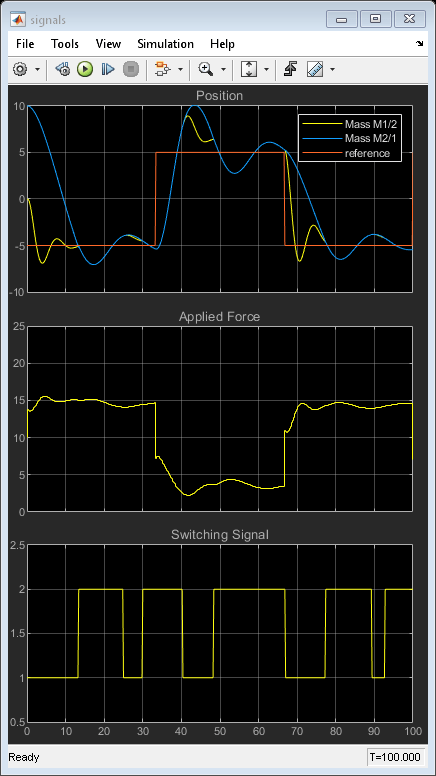 signals
File Tools View Simulation Help
Position
10
5
0
-5
-10
Mass M1/2
Mass M2/1
reference
Applied Force
25
20
15
10
5
0
Switching Signal
2.5
2
1.5
1
0.5
0 10 20 30 40 50 60 70 80 90 100
Ready T=100.000